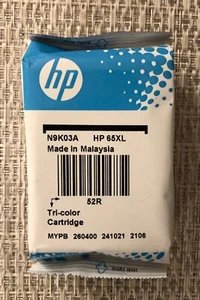 hp
N9K03A HP 65XL
Made in Malaysia
52R
Tri-color
Cartridge
MYPB 260400 241021 2106